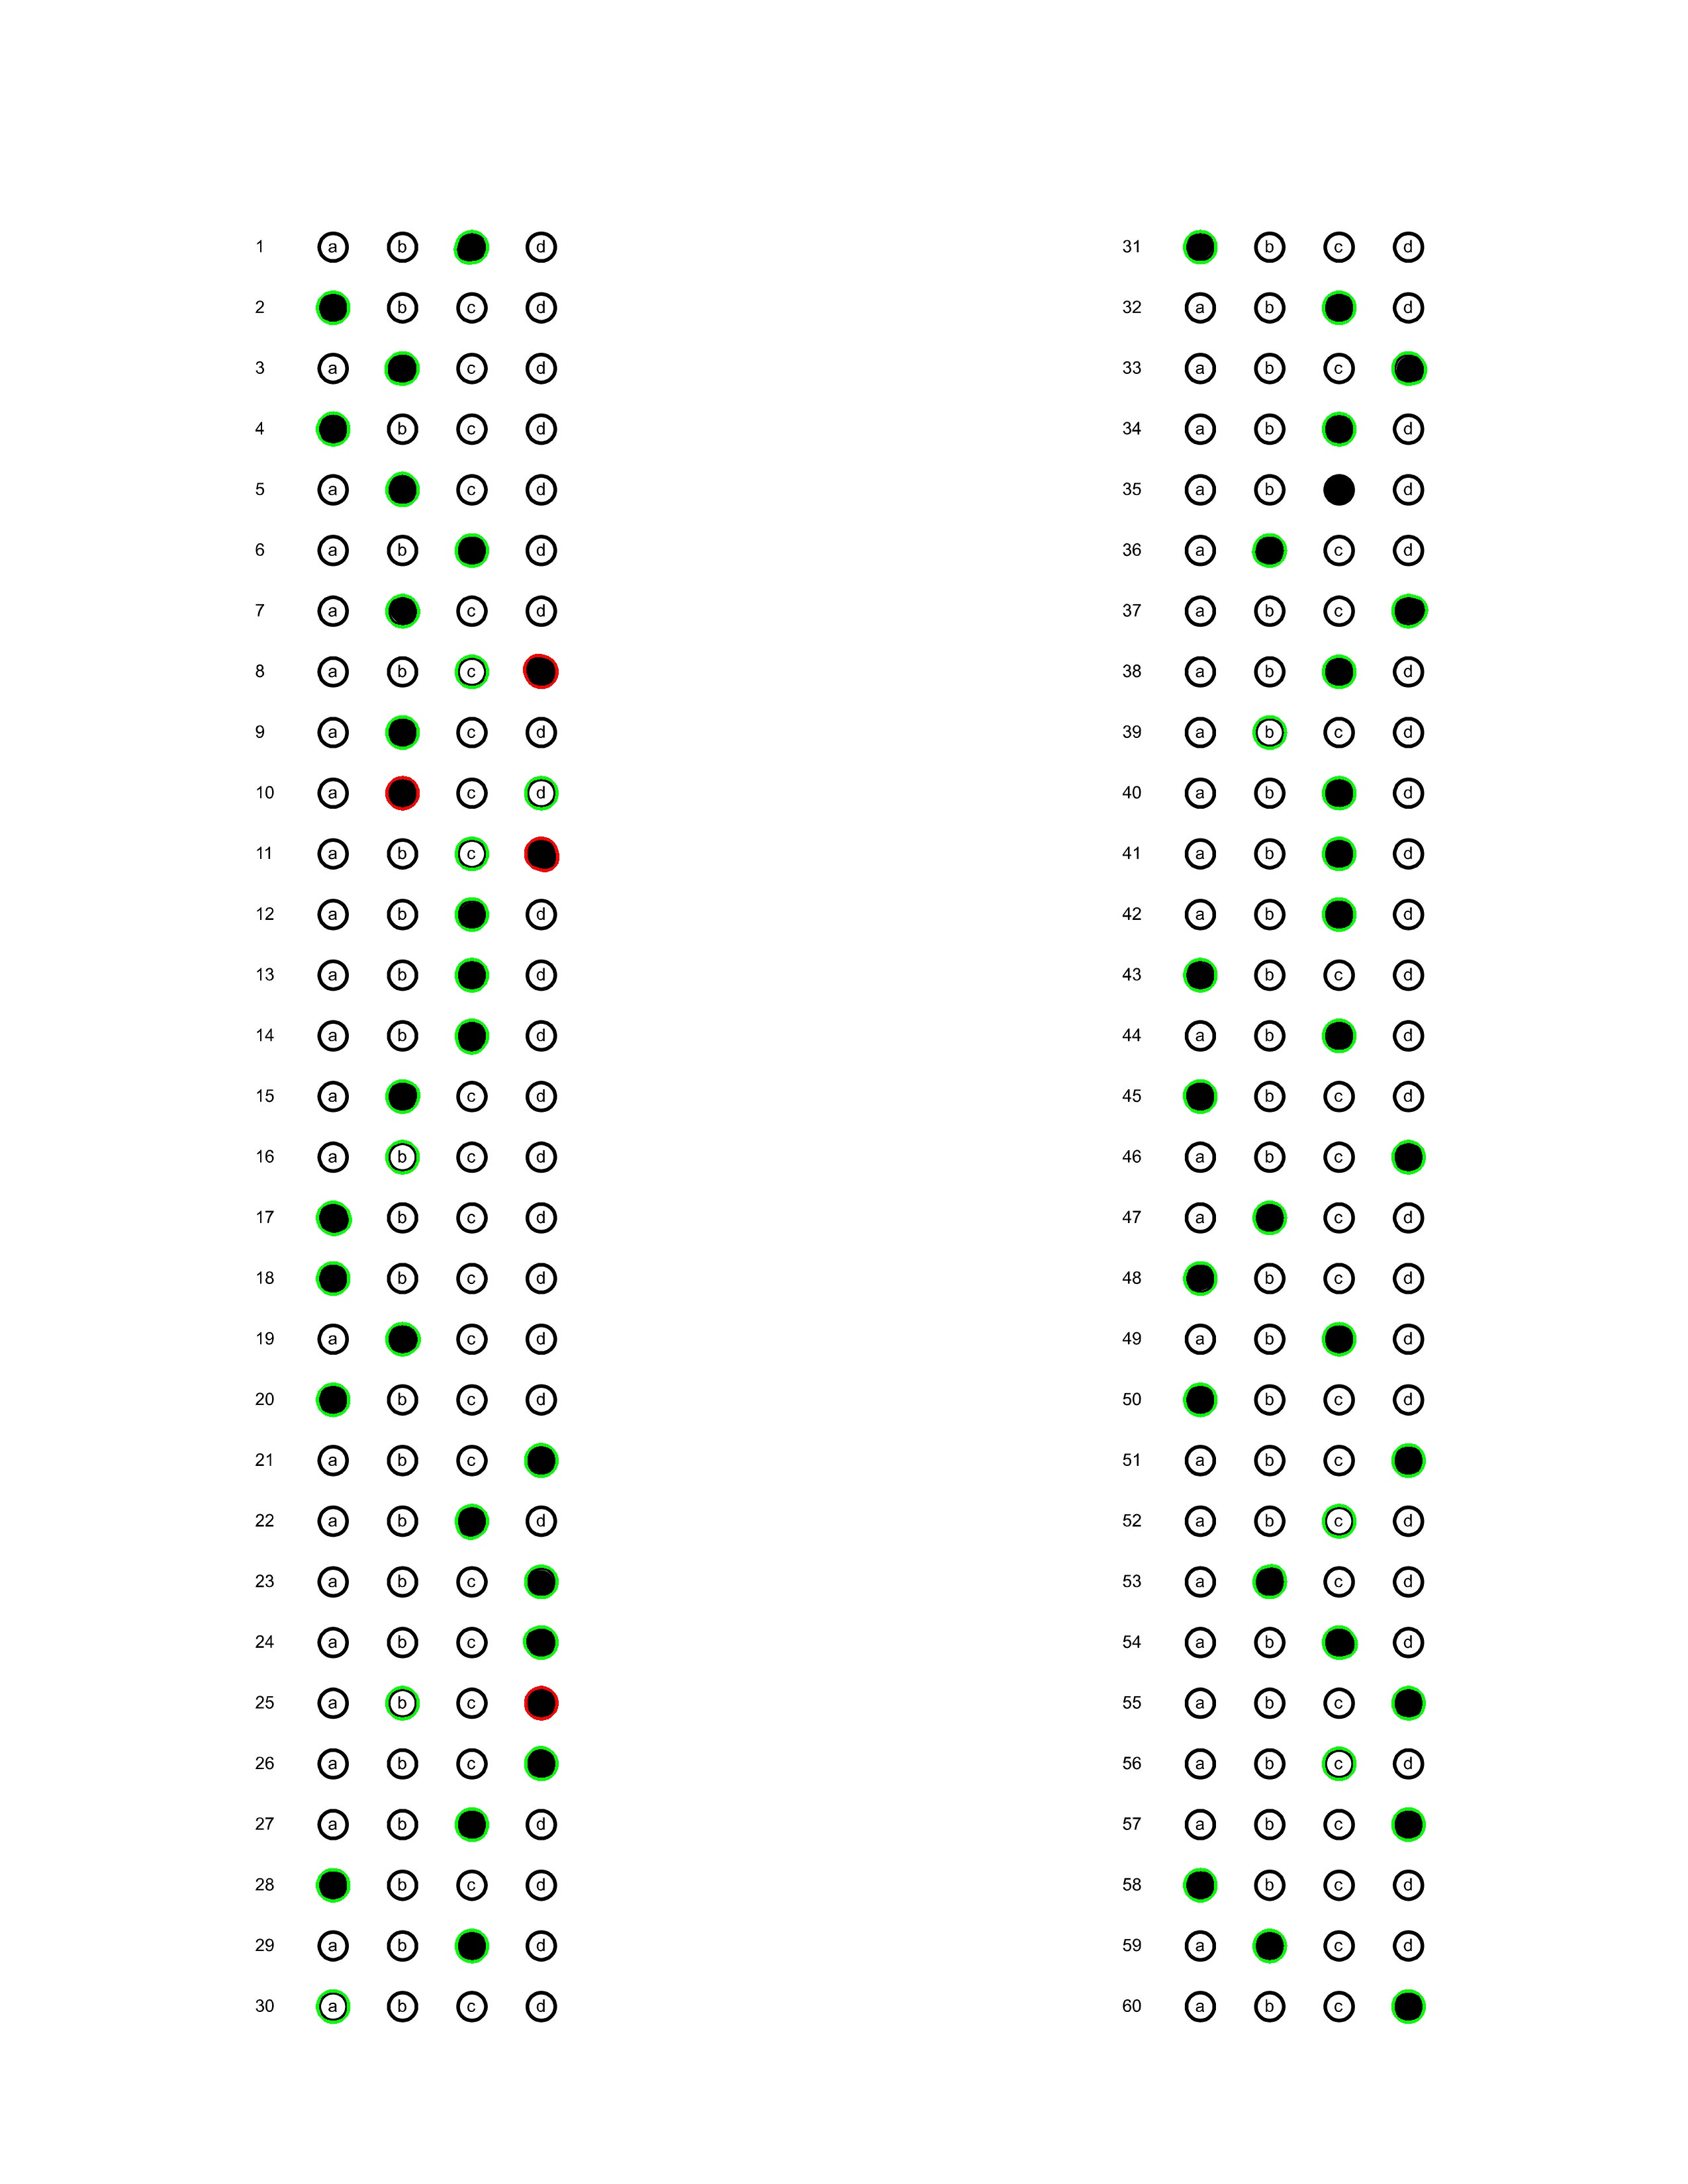 1 a b d
2 b c d
3 a c d
4 b c d
5 a c d
6 a b d
7 a c d
8 a b c
9 a c d
10 a c d
11 a b c
12 a b d
13 a b d
14 a b d
15 a c d
16 a b c d
17 b c d
18 b c d
19 a c d
20 b c d
21 a b c
22 a b d
23 a b c
24 a b c
25 a b c
26 a b c
27 a b d
28 b c d
29 a b d
30 a b c d
31 b c d
32 a b d
33 a b c
34 a b d
35 a b d
36 a c d
37 a b c
38 a b d
39 a b c d
40 a b d
41 a b d
42 a b d
43 b c d
44 a b d
45 b c d
46 a b c
47 a c d
48 b c d
49 a b d
50 b c d
51 a b c
52 a b c d
53 a c d
54 a b d
55 a b c
56 a b c d
57 a b c
58 b c d
59 a c d
60 a b c